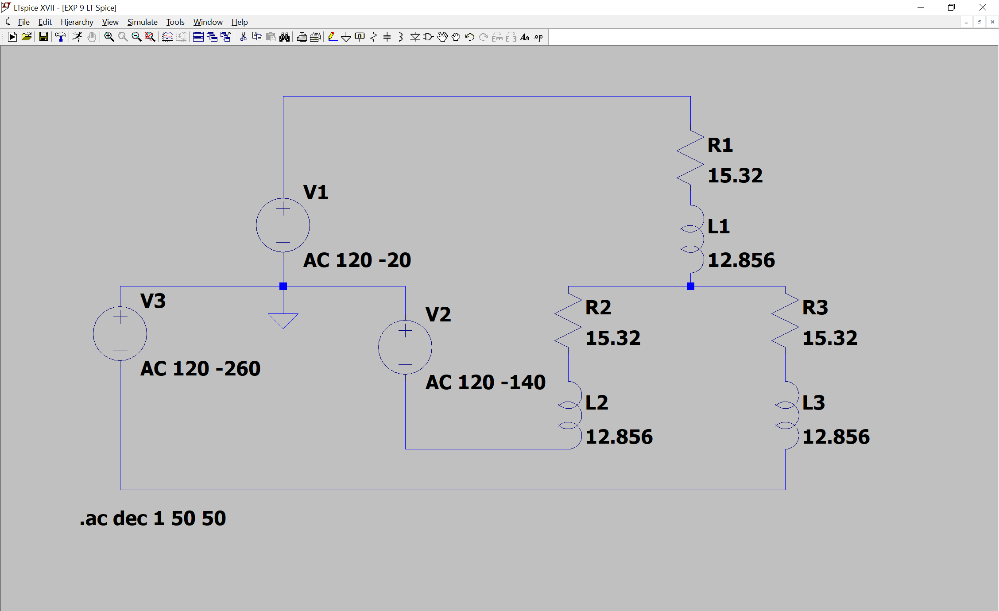 LTspice XVII - [EXP 9 LT Spice]
File Edit Hierarchy View Simulate Tools Window Help
.op
R1
15.32
V1
L1
AC 120 -20
12.856
V3
R2
R3
V2
15.32
15.32
AC 120 -260
AC 120 -140
L2
L3
12.856
12.856
.ac dec 1 50 50